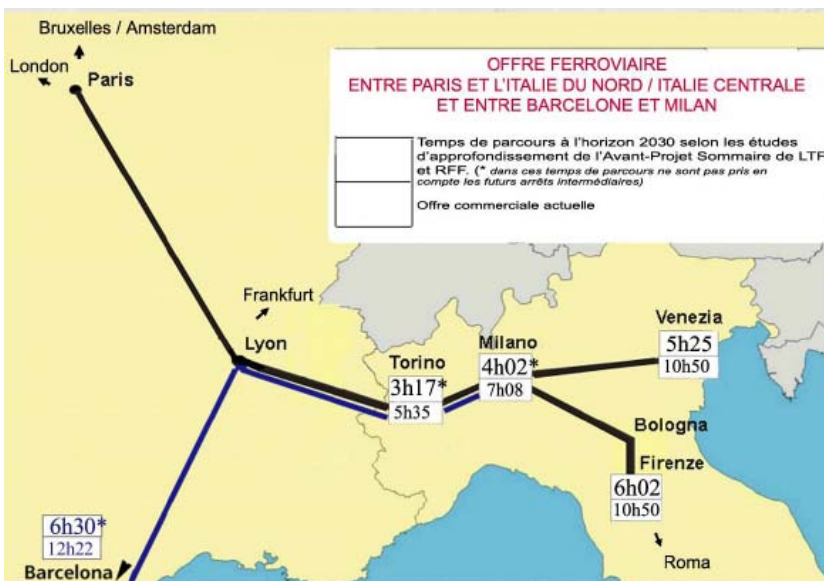 Bruxelles / Amsterdam
London
Paris
OFFRE FERROVIAIRE
ENTRE PARIS ET L'ITALIE DU NORD / ITALIE CENTRALE
ET ENTRE BARCELONE ET MILAN
Temps de parcours à l'horizon 2030 selon les études
d'approfondissement de l'Avant-Projet Sommaire de LTF
et RFF. (* dans ces temps de parcours ne sont pas pris en
compte les futurs arrêts intermédiaires)
Offre commerciale actuelle
Frankfurt
Lyon
Torino
3h17*
5h35
Milano
4h02*
7h08
Venezia
5h25
10h50
Bologna
Firenze
6h02
10h50
Roma
6h30*
12h22
Barcelona